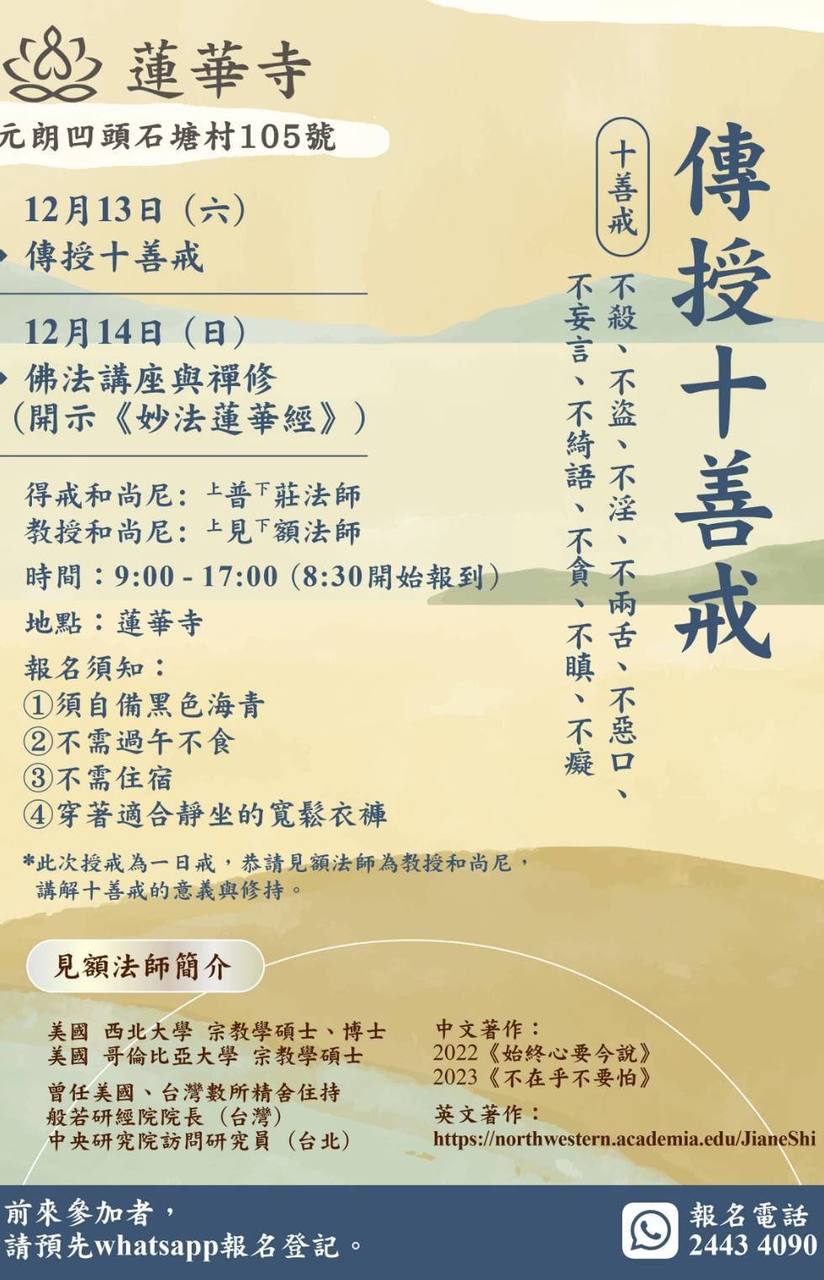 蓮華寺
元朗凹頭石塘村105號
12月13日（六）
傳授十善戒
12月14日（日）
佛法講座與禪修
（開示《妙法蓮華經》）
得戒和尚尼：上普下莊法師
教授和尚尼：上見下額法師
時間：9:00 - 17:00（8:30開始報到）
地點：蓮華寺
報名須知：
①須自備黑色海青
②不需過午不食
③不需住宿
④穿著適合靜坐的寬鬆衣褲
*此次授戒為一日戒，恭請見額法師為教授和尚尼，
講解十善戒的意義與修持。
傳授十善戒
十善戒
不殺、不盜、不淫、不兩舌、不惡口、
不妄言、不綺語、不貪、不瞋、不癡
見額法師簡介
美國 西北大學 宗教學碩士、博士
美國 哥倫比亞大學 宗教學碩士
曾任美國、台灣數所精舍住持
般若研經院院長（台灣）
中央研究院訪問研究員（台北）
中文著作：
2022《始終心要今說》
2023《不在乎不要怕》
英文著作：
https://northwestern.academia.edu/JianeShi
前來參加者，
請預先whatsapp報名登記。
報名電話
2443 4090